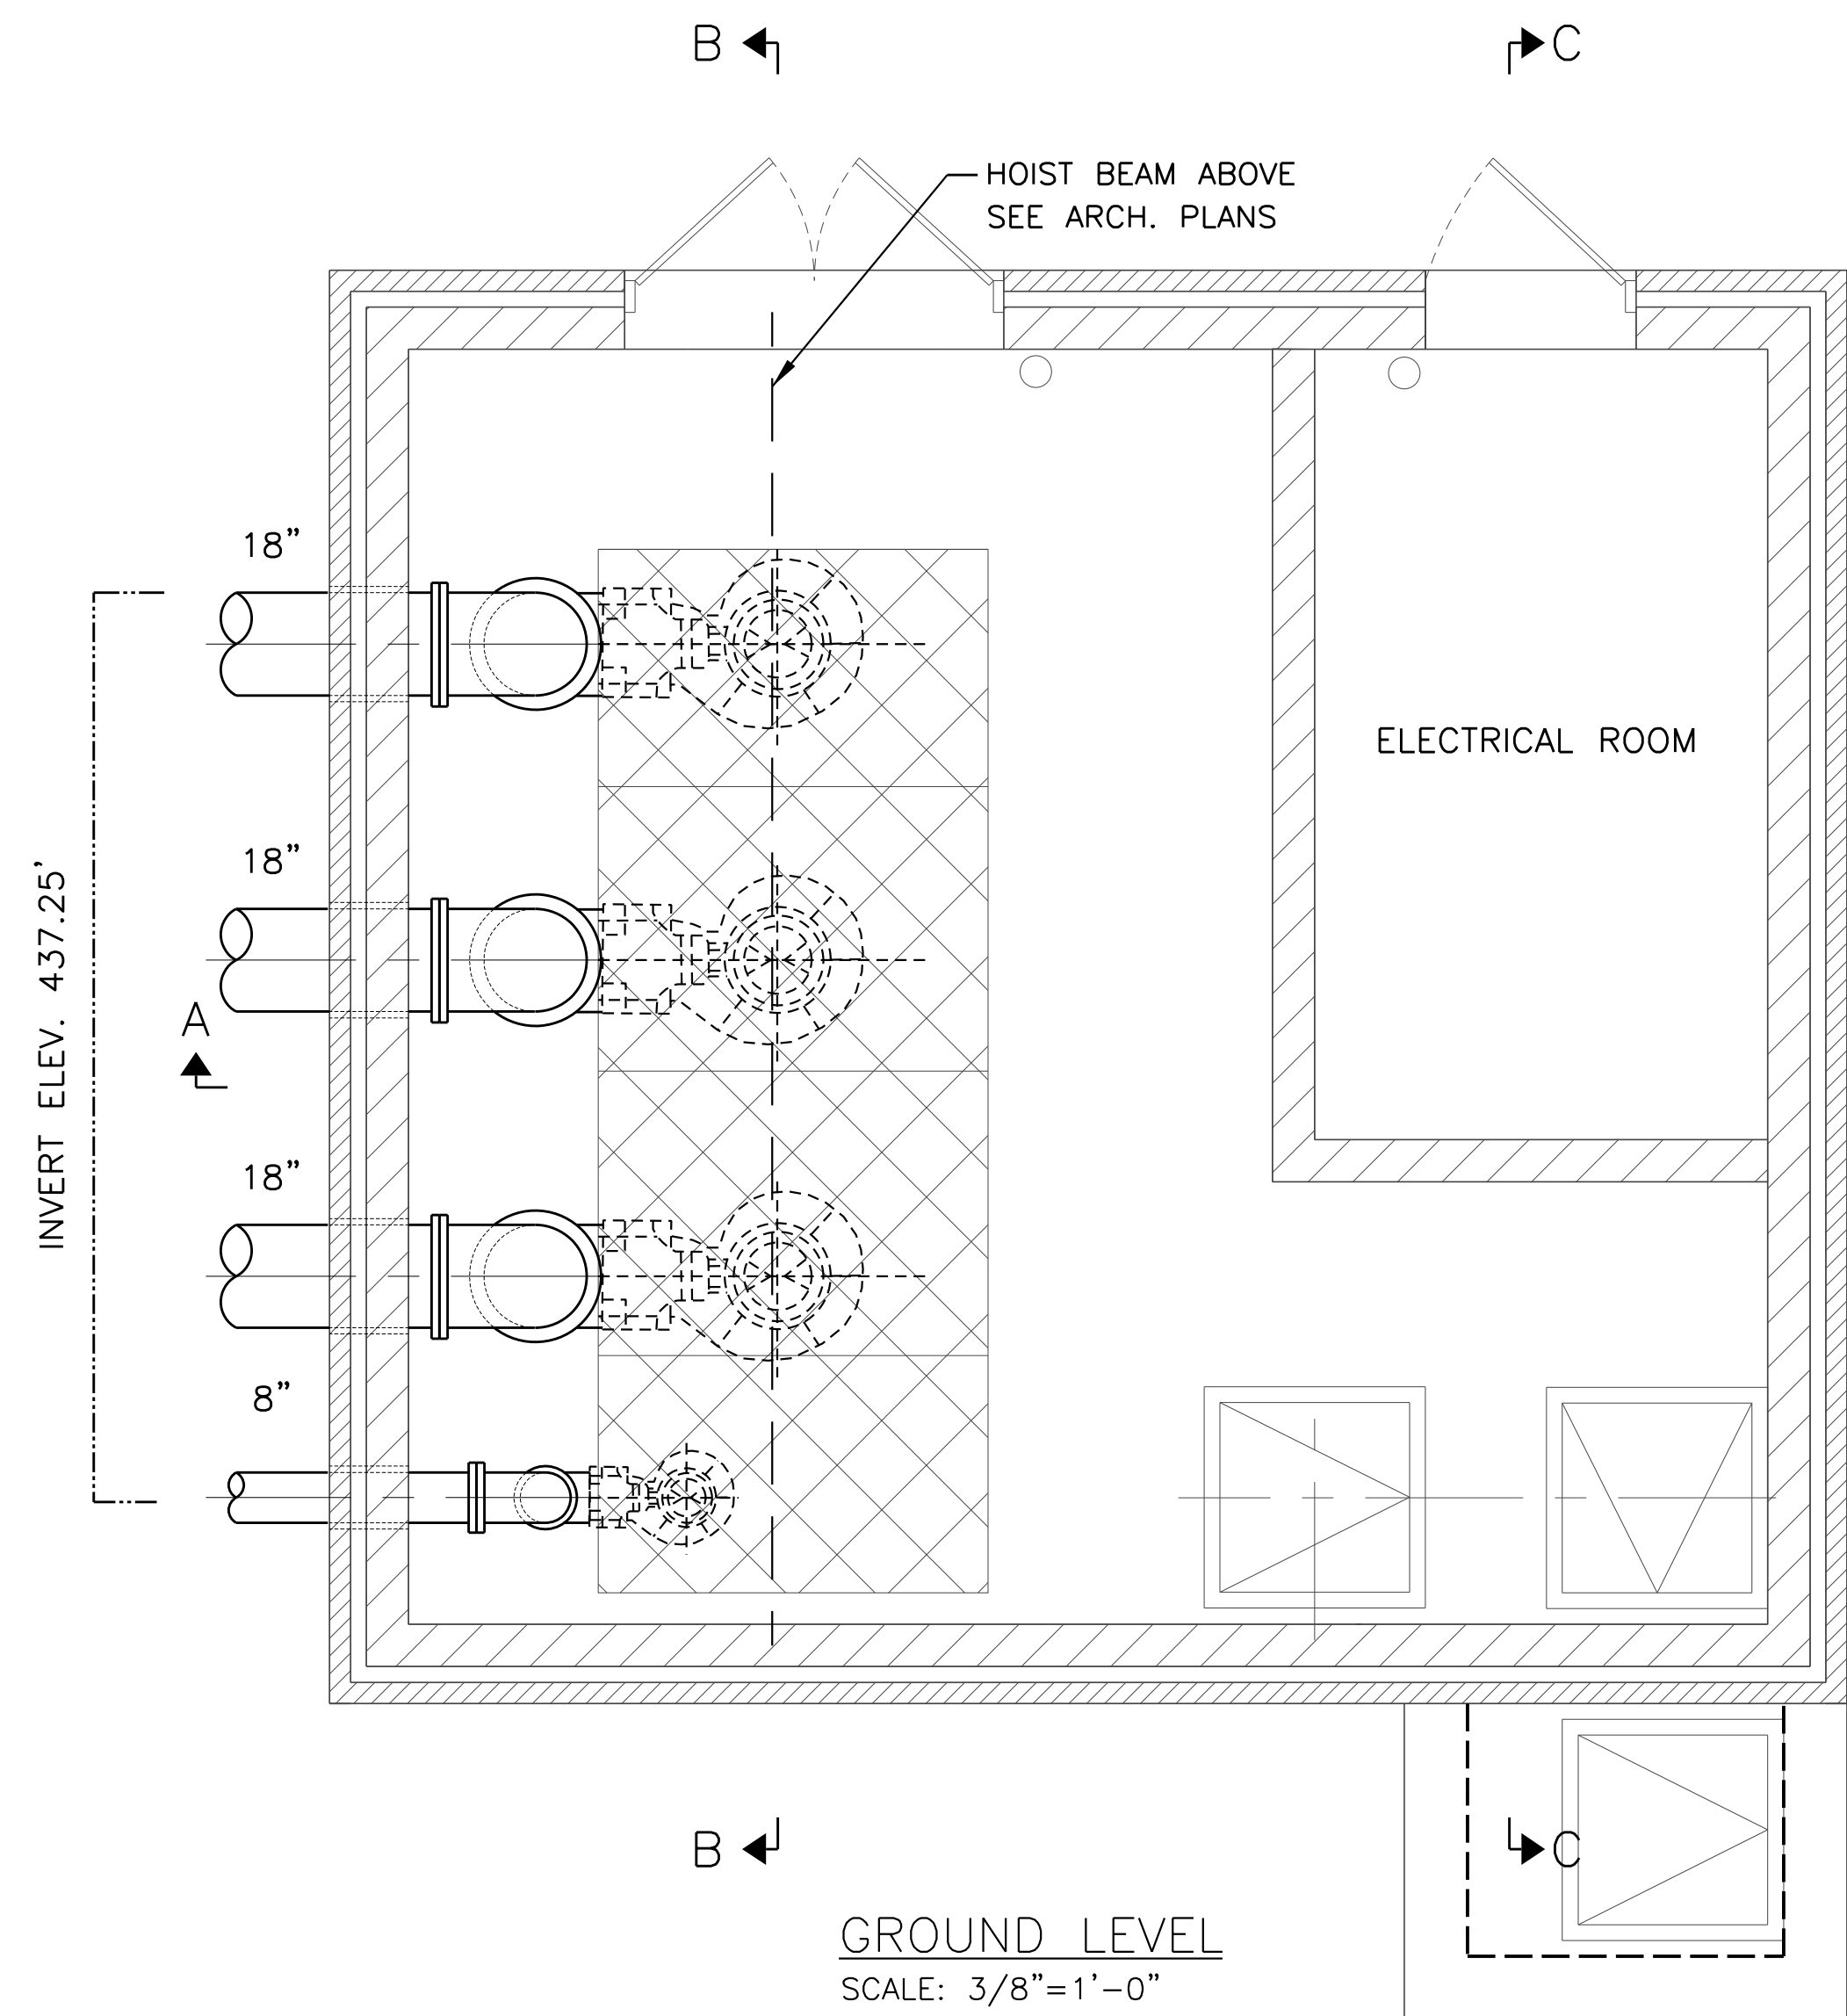 B
C
HOIST BEAM ABOVE
SEE ARCH. PLANS
18"
ELECTRICAL ROOM
18"
INVERT ELEV. 437.25'
A
18"
8"
B
C
GROUND LEVEL
SCALE: 3/8"=1'-0"